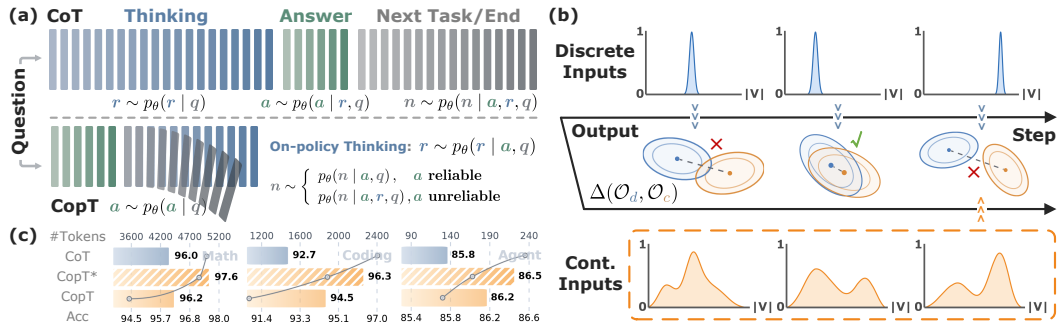 (a)
CoT Thinking Answer Next Task/End
Question
r ∼ pθ(r | q) a ∼ pθ(a | r, q) n ∼ pθ(n | a, r, q)
On-policy Thinking: r ∼ pθ(r | a, q)
n ∼ { pθ(n | a, q), a reliable
pθ(n | a, r, q), a unreliable
CopT a ∼ pθ(a | q)
(b)
Discrete Inputs
1 0 |V| 1 0 |V| 1 0 |V|
Output Step
Δ(𝒪d, 𝒪c)
Cont. Inputs
1 0 |V| 1 0 |V| 1 0 |V|
(c)
#Tokens 3600 4200 4700 5200 1200 1600 2000 2400 90 140 190 240
CoT 96.0 Math 92.7 Coding 85.8 Agent
CopT* 97.6 96.3 86.5
CopT 96.2 94.5 86.2
Acc 94.5 95.7 96.8 98.0 91.4 93.3 95.1 97.0 85.4 85.8 86.2 86.6